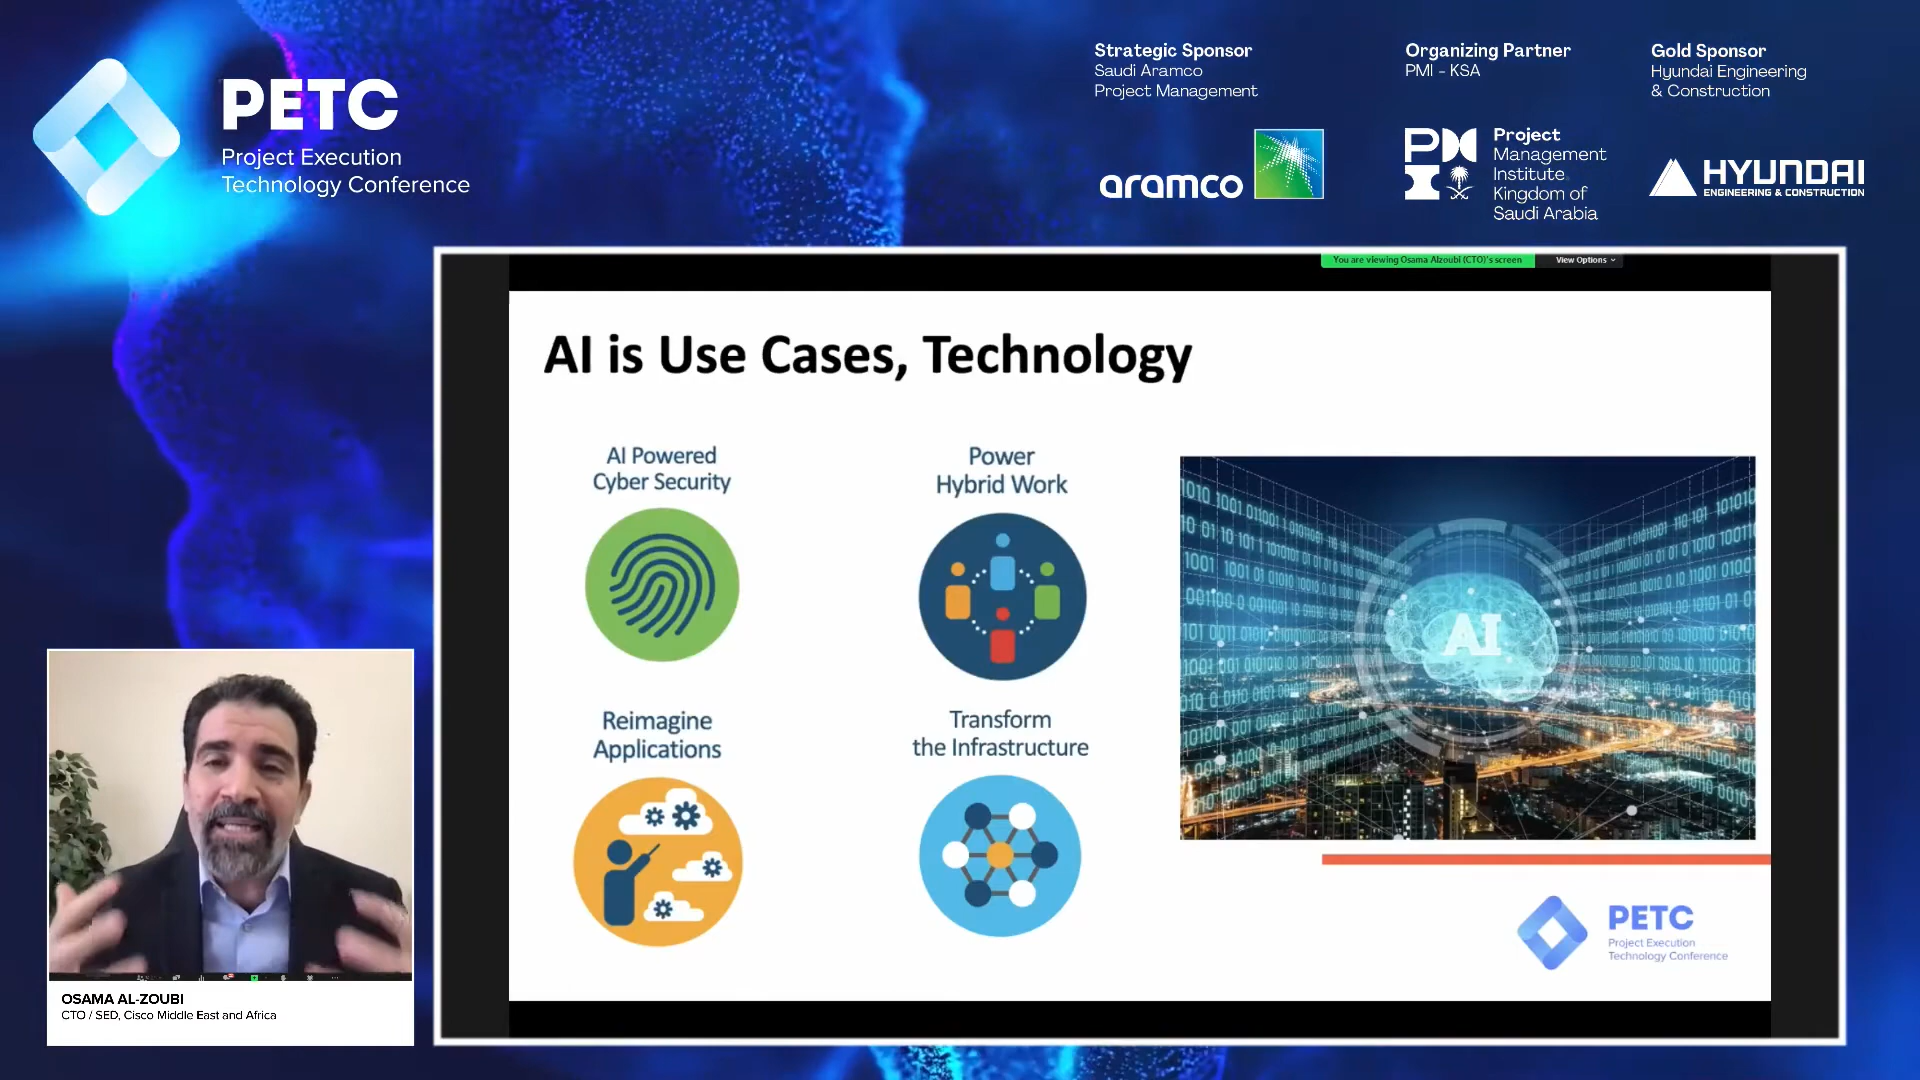 PETC
Project Execution
Technology Conference
Strategic Sponsor
Saudi Aramco
Project Management
aramco
Organizing Partner
PMI - KSA
Project
Management
Institute
Kingdom of
Saudi Arabia
Gold Sponsor
Hyundai Engineering
& Construction
HYUNDAI
ENGINEERING & CONSTRUCTION
You are viewing Osama Alzoubi (CTO)'s screen
View Options
AI is Use Cases, Technology
AI Powered
Cyber Security
Power
Hybrid Work
Reimagine
Applications
Transform
the Infrastructure
AI
PETC
Project Execution
Technology Conference
OSAMA AL-ZOUBI
CTO / SED, Cisco Middle East and Africa